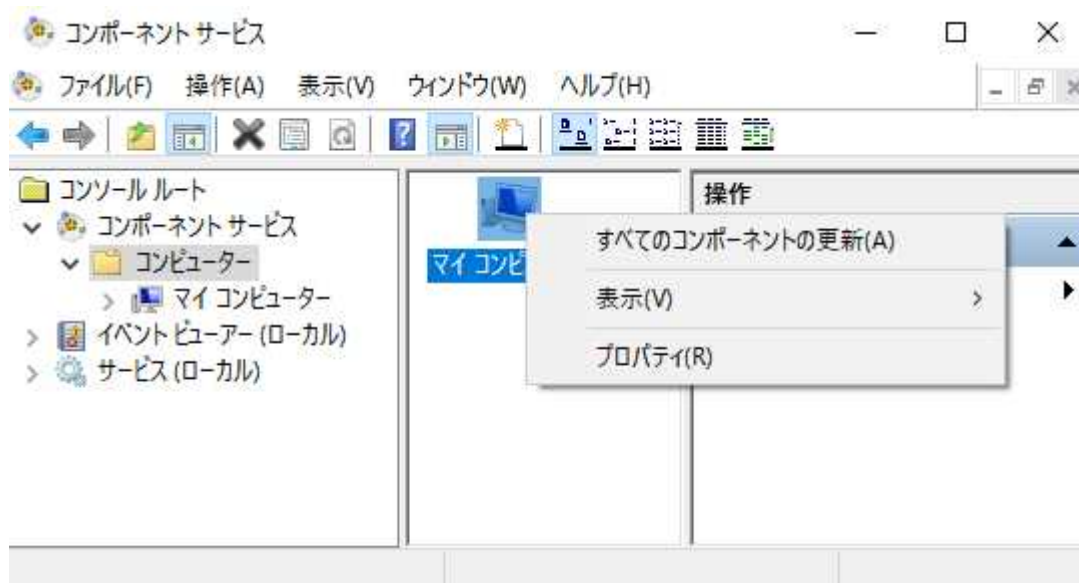 コンポーネント サービス
ファイル(F) 操作(A) 表示(V) ウィンドウ(W) ヘルプ(H)
コンソール ルート
コンポーネント サービス
コンピューター
マイ コンピューター
イベント ビューアー (ローカル)
サービス (ローカル)
マイ コンピ
操作
すべてのコンポーネントの更新(A)
表示(V)
プロパティ(R)